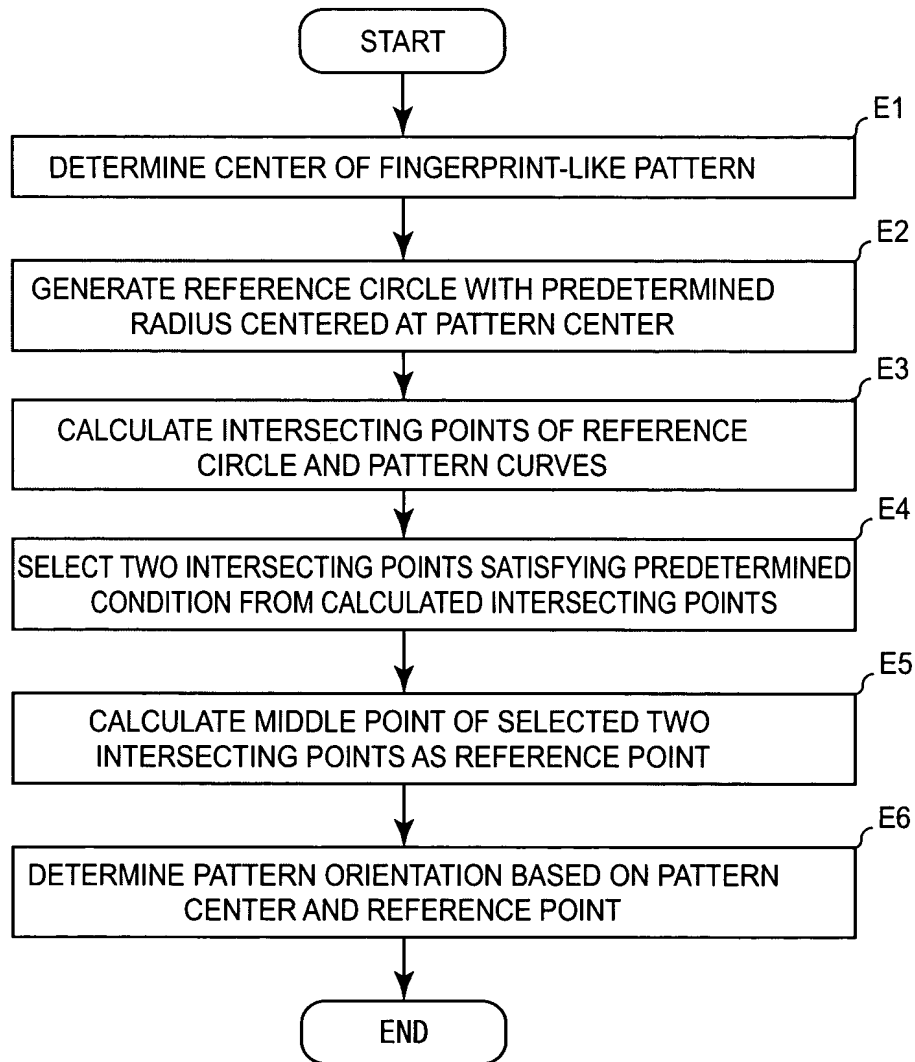 START
E1
DETERMINE CENTER OF FINGERPRINT-LIKE PATTERN
E2
GENERATE REFERENCE CIRCLE WITH PREDETERMINED
RADIUS CENTERED AT PATTERN CENTER
E3
CALCULATE INTERSECTING POINTS OF REFERENCE
CIRCLE AND PATTERN CURVES
E4
SELECT TWO INTERSECTING POINTS SATISFYING PREDETERMINED
CONDITION FROM CALCULATED INTERSECTING POINTS
E5
CALCULATE MIDDLE POINT OF SELECTED TWO
INTERSECTING POINTS AS REFERENCE POINT
E6
DETERMINE PATTERN ORIENTATION BASED ON PATTERN
CENTER AND REFERENCE POINT
END